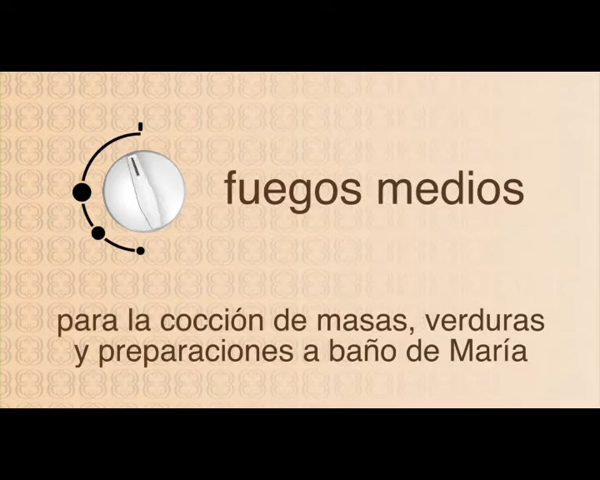 fuegos medios
para la cocción de masas, verduras
y preparaciones a baño de María